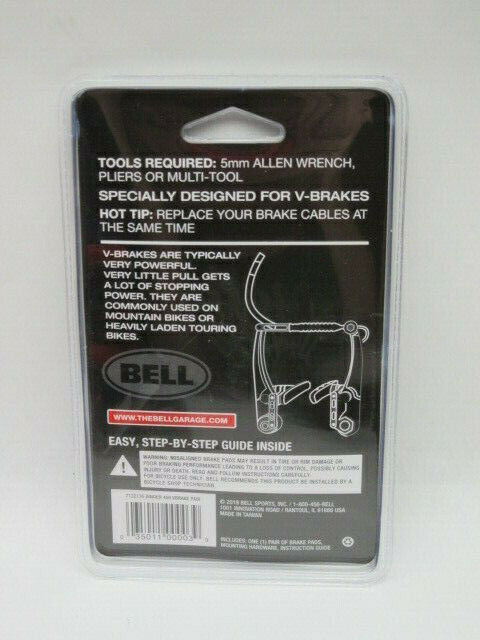 TOOLS REQUIRED: 5mm ALLEN WRENCH,
PLIERS OR MULTI-TOOL
SPECIALLY DESIGNED FOR V-BRAKES
HOT TIP: REPLACE YOUR BRAKE CABLES AT
THE SAME TIME
V-BRAKES ARE TYPICALLY
VERY POWERFUL.
VERY LITTLE PULL GETS
A LOT OF STOPPING
POWER. THEY ARE
COMMONLY USED ON
MOUNTAIN BIKES OR
HEAVILY LADEN TOURING
BIKES.
BELL
WWW.THEBELLGARAGE.COM
EASY, STEP-BY-STEP GUIDE INSIDE
WARNING: MISALIGNED BRAKE PADS MAY RESULT IN TIRE OR RIM DAMAGE OR
YOUR BRAKING PERFORMANCE LEADING TO A LOSS OF CONTROL, POSSIBLY CAUSING
INJURY OR DEATH. READ AND FOLLOW INSTRUCTIONS CAREFULLY.
FOR BICYCLE USE ONLY. BELL RECOMMENDS THIS PRODUCT BE INSTALLED BY A
BICYCLE SHOP TECHNICIAN.
0 35011 00003
© 2018 BELL SPORTS, INC. / 1-800-456-BELL
1001 INNOVATION ROAD / RANTOUL, IL 61866 USA
MADE IN TAIWAN
INCLUDES: ONE (1) PAIR OF BRAKE PADS,
MOUNTING HARDWARE, INSTRUCTION GUIDE